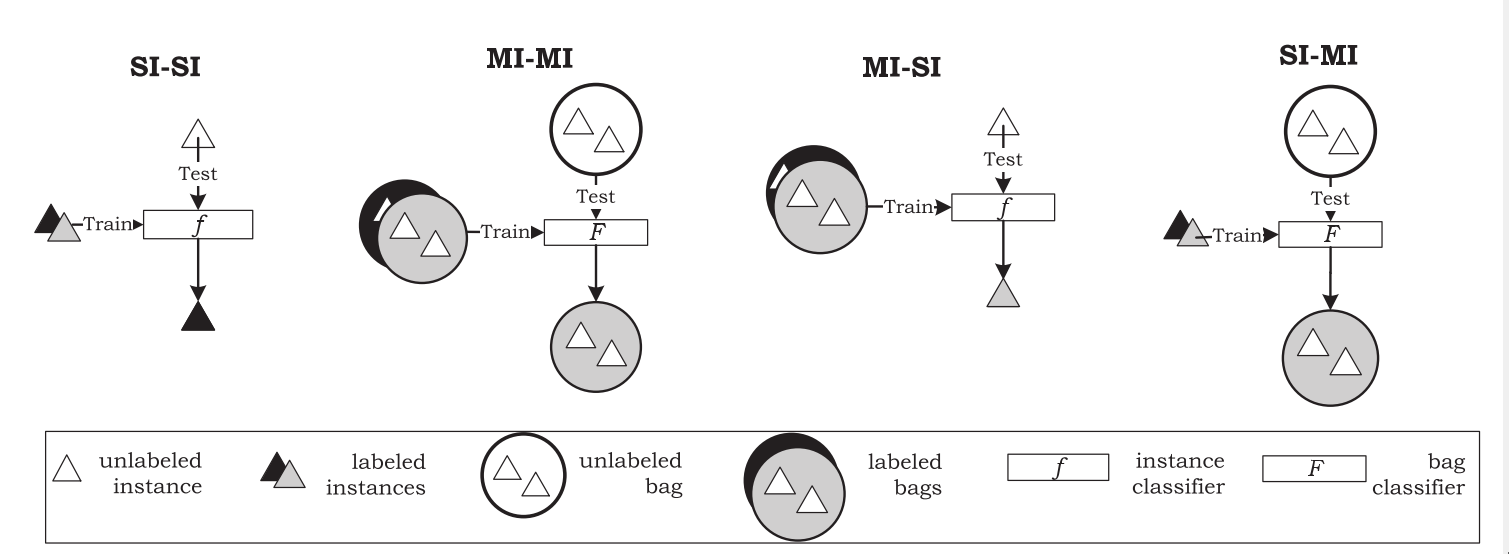 SI-SI
MI-MI
MI-SI
SI-MI
Test
Train
f
Test
Train
F
Test
Train
f
Test
Train
F
unlabeled
instance
labeled
instances
unlabeled
bag
labeled
bags
f
instance
classifier
F
bag
classifier